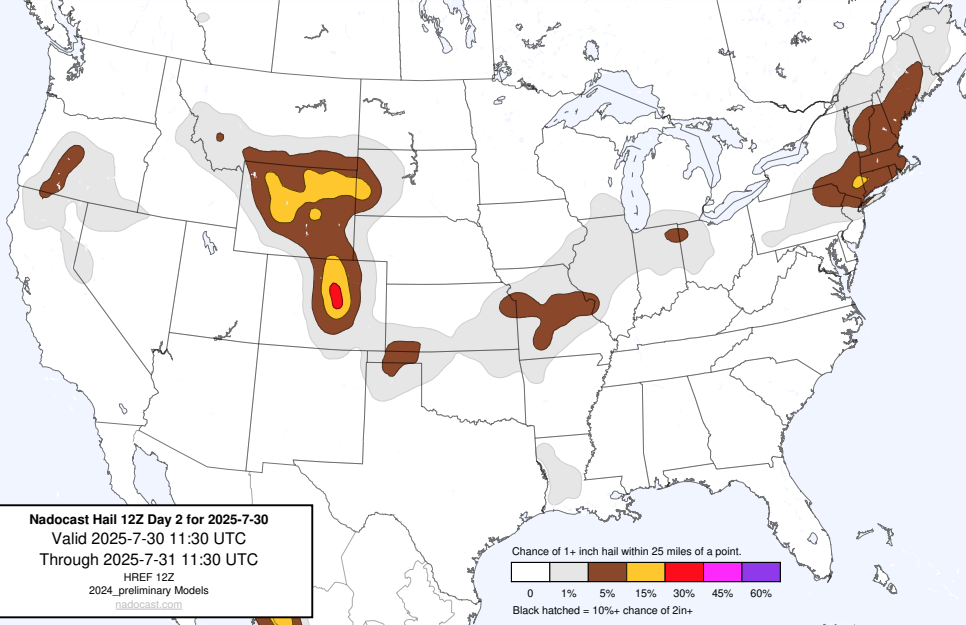 Nadocast Hail 12Z Day 2 for 2025-7-30
Valid 2025-7-30 11:30 UTC
Through 2025-7-31 11:30 UTC
HREF 12Z
2024_preliminary Models
nadocast.com
Chance of 1+ inch hail within 25 miles of a point.
0 1% 5% 15% 30% 45% 60%
Black hatched = 10%+ chance of 2in+